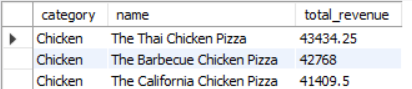 category name total_revenue
Chicken The Thai Chicken Pizza 43434.25
Chicken The Barbecue Chicken Pizza 42768
Chicken The California Chicken Pizza 41409.5